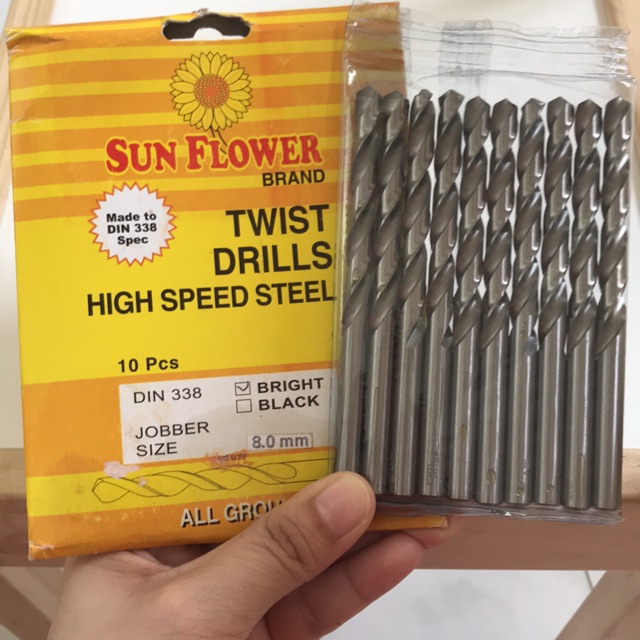 SUN FLOWER
BRAND
Made to
DIN 338
Spec
TWIST
DRILLS
HIGH SPEED STEEL
10 Pcs
DIN 338
BRIGHT
BLACK
JOBBER
SIZE
8.0 mm
ALL